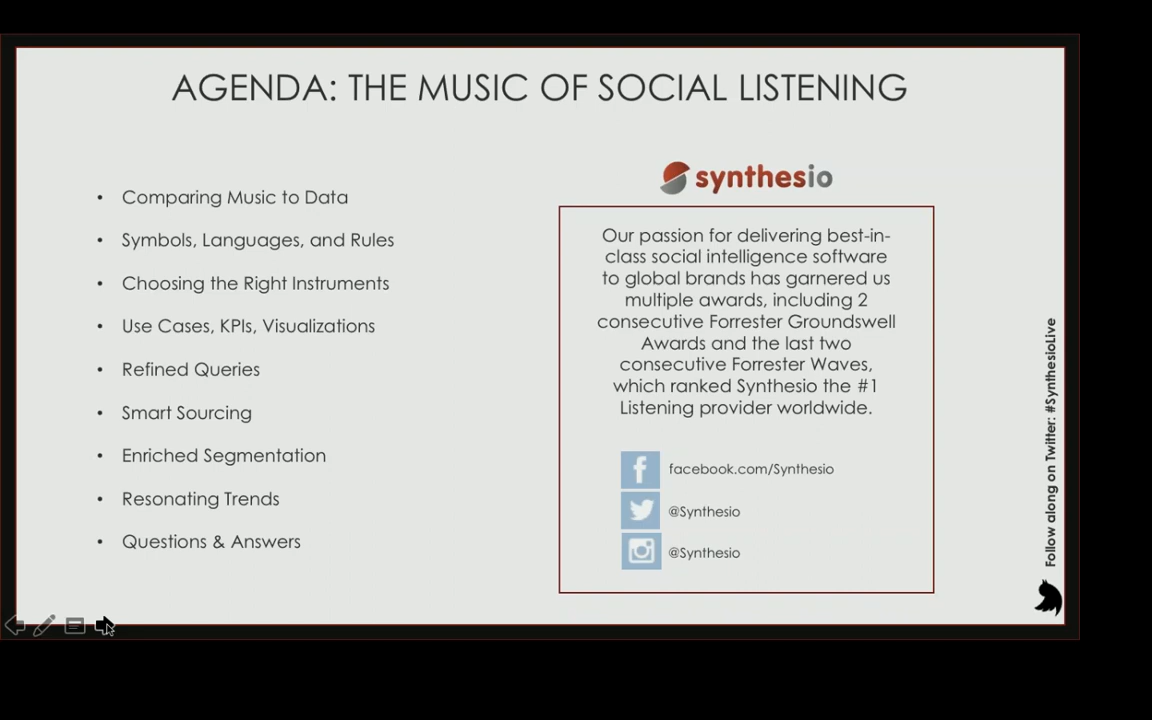 AGENDA: THE MUSIC OF SOCIAL LISTENING
• Comparing Music to Data
• Symbols, Languages, and Rules
• Choosing the Right Instruments
• Use Cases, KPIs, Visualizations
• Refined Queries
• Smart Sourcing
• Enriched Segmentation
• Resonating Trends
• Questions & Answers
synthesio
Our passion for delivering best-in-
class social intelligence software
to global brands has garnered us
multiple awards, including 2
consecutive Forrester Groundswell
Awards and the last two
consecutive Forrester Waves,
which ranked Synthesio the #1
Listening provider worldwide.
facebook.com/Synthesio
@Synthesio
@Synthesio
Follow along on Twitter: #SynthesioLive